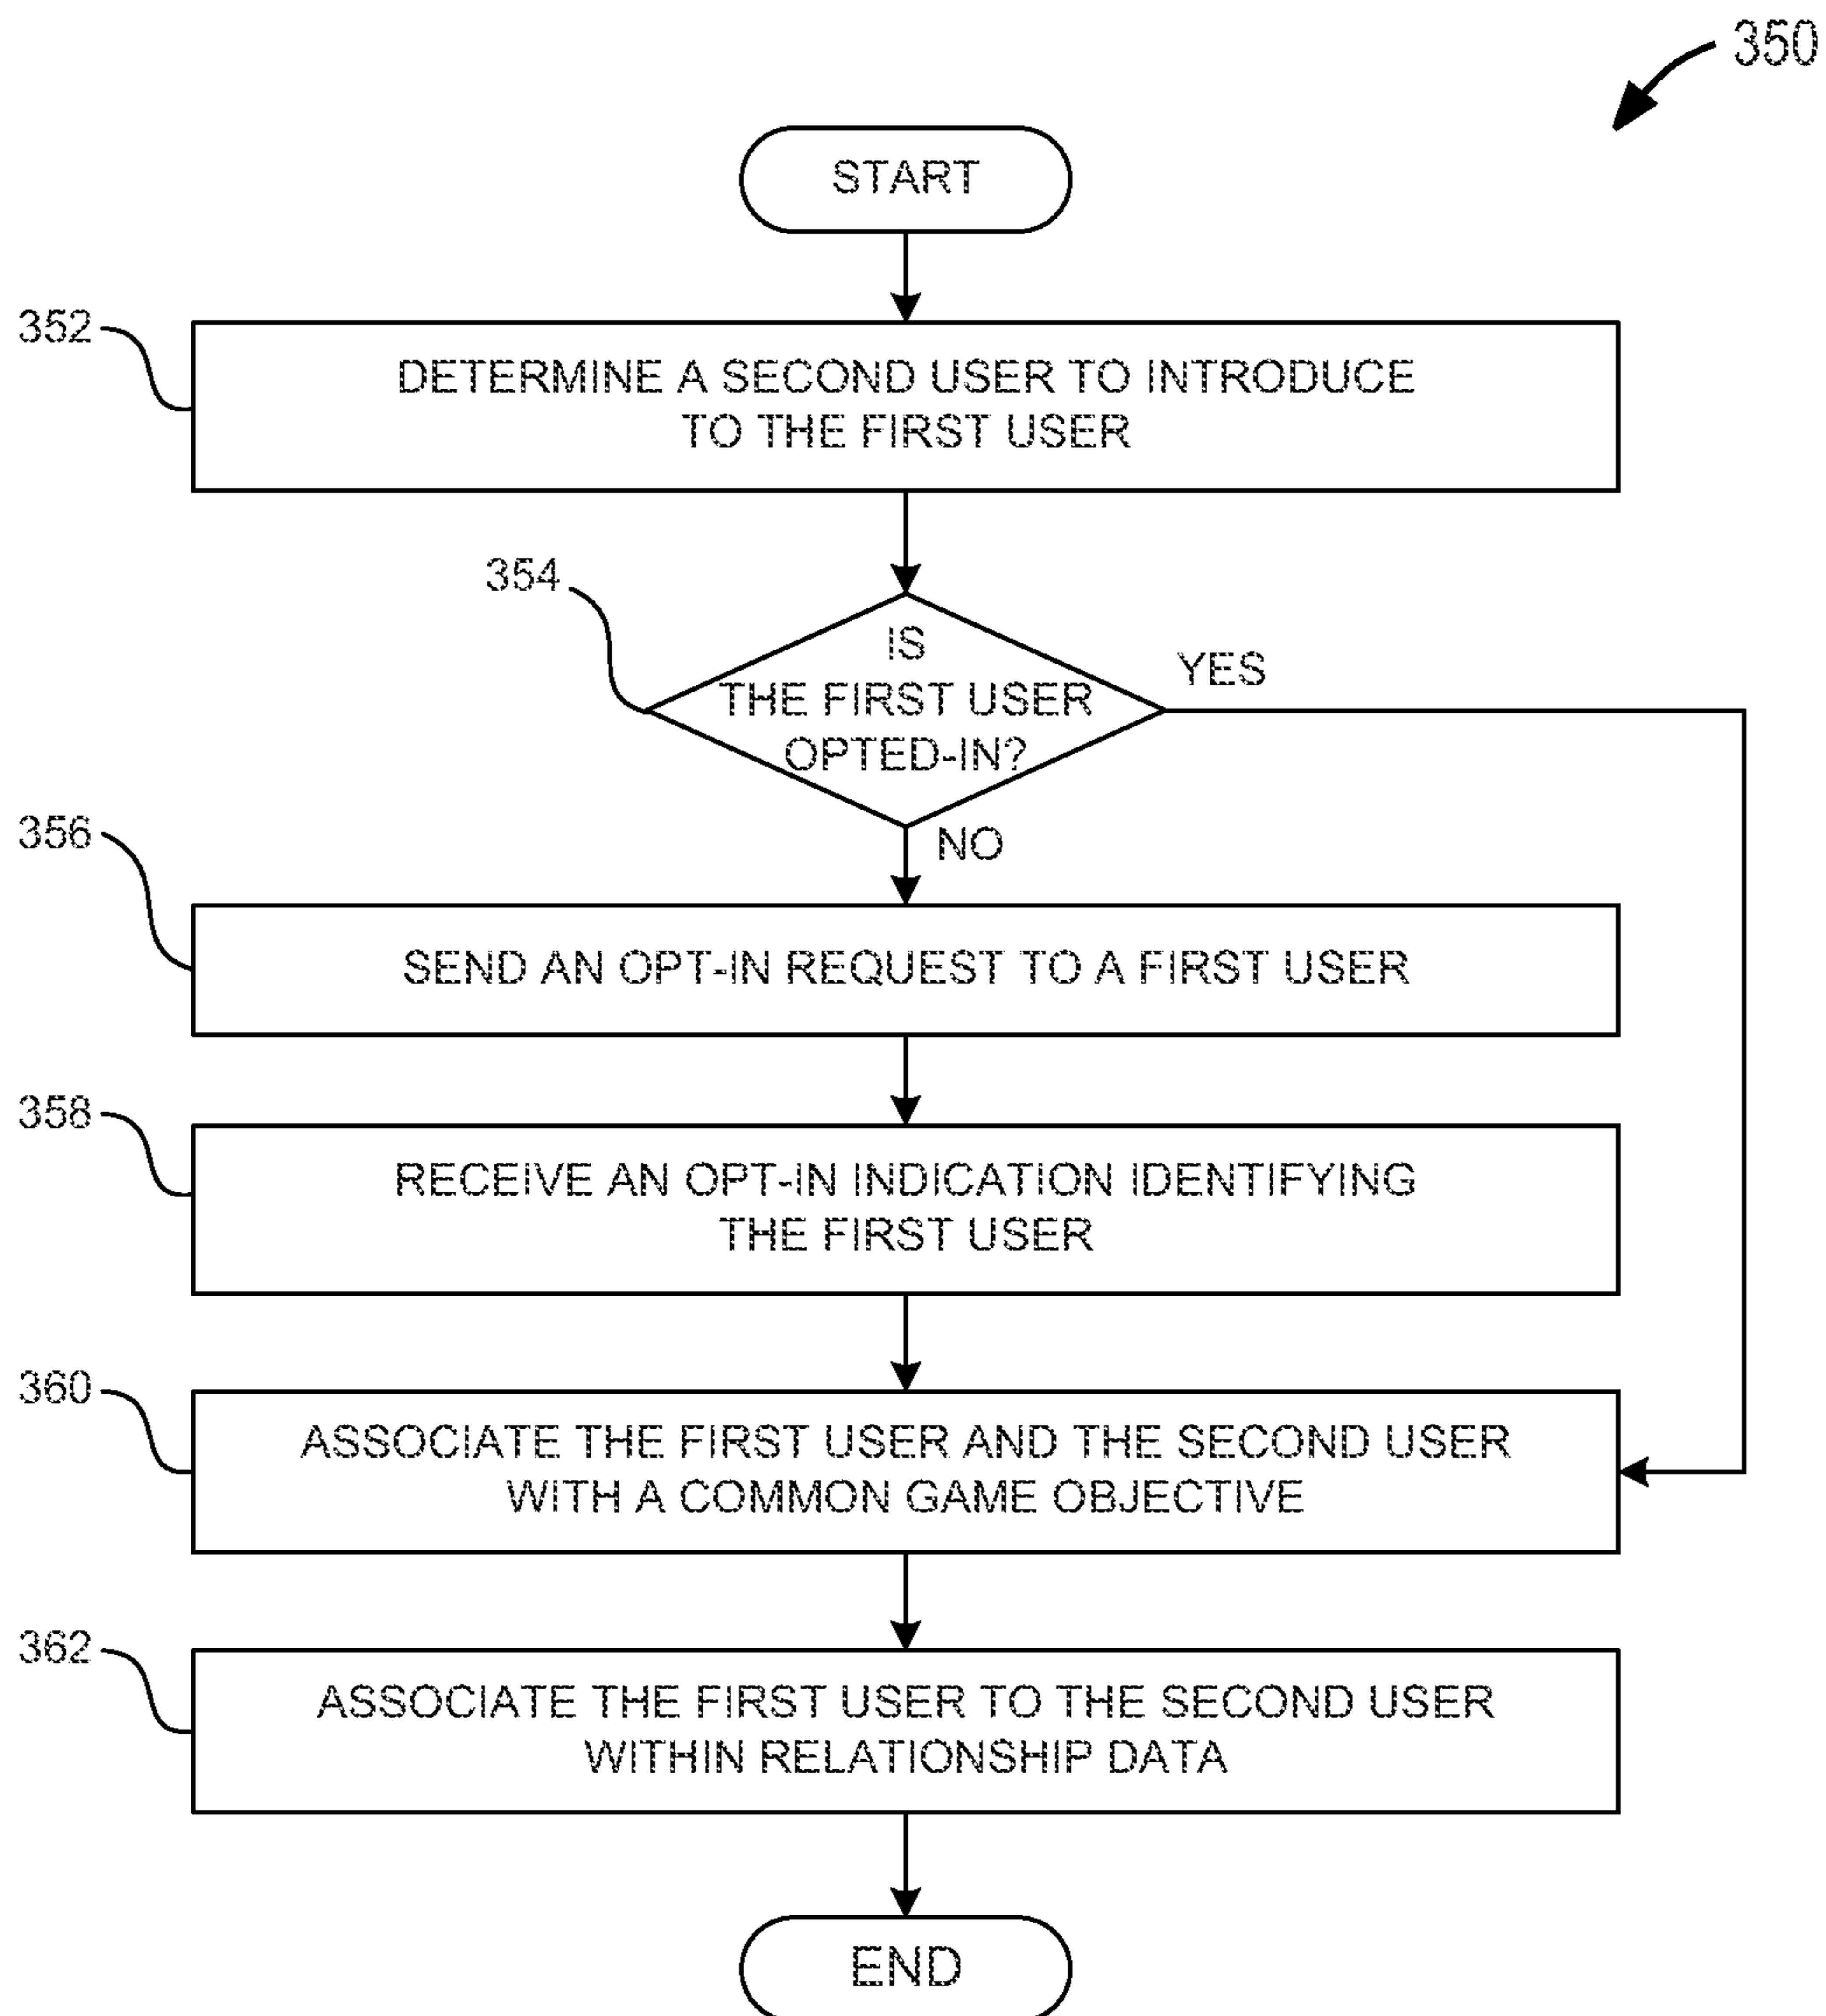 350
START
352
DETERMINE A SECOND USER TO INTRODUCE
TO THE FIRST USER
354
IS
THE FIRST USER
OPTED-IN?
YES
NO
356
SEND AN OPT-IN REQUEST TO A FIRST USER
358
RECEIVE AN OPT-IN INDICATION IDENTIFYING
THE FIRST USER
360
ASSOCIATE THE FIRST USER AND THE SECOND USER
WITH A COMMON GAME OBJECTIVE
362
ASSOCIATE THE FIRST USER TO THE SECOND USER
WITHIN RELATIONSHIP DATA
END